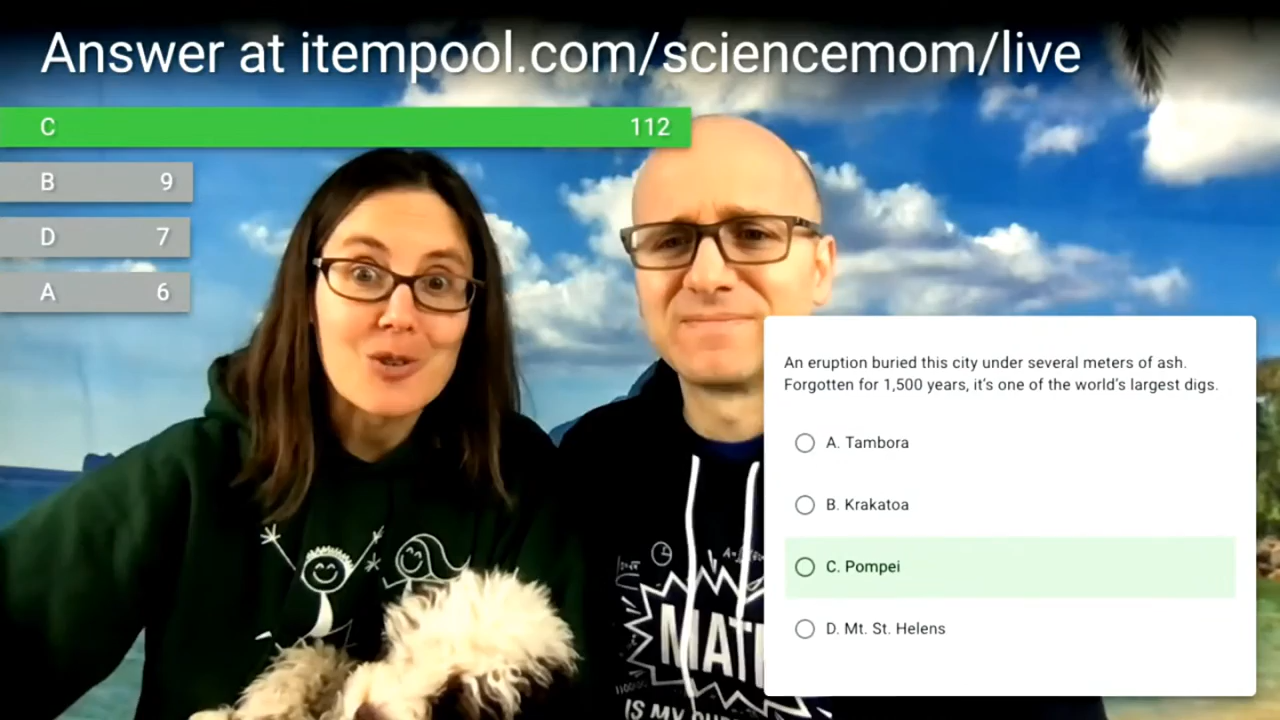 Answer at itempool.com/sciencemom/live
C 112
B 9
D 7
A 6
An eruption buried this city under several meters of ash.
Forgotten for 1,500 years, it's one of the world's largest digs.
A. Tambora
B. Krakatoa
C. Pompei
D. Mt. St. Helens
MAT
IS MY